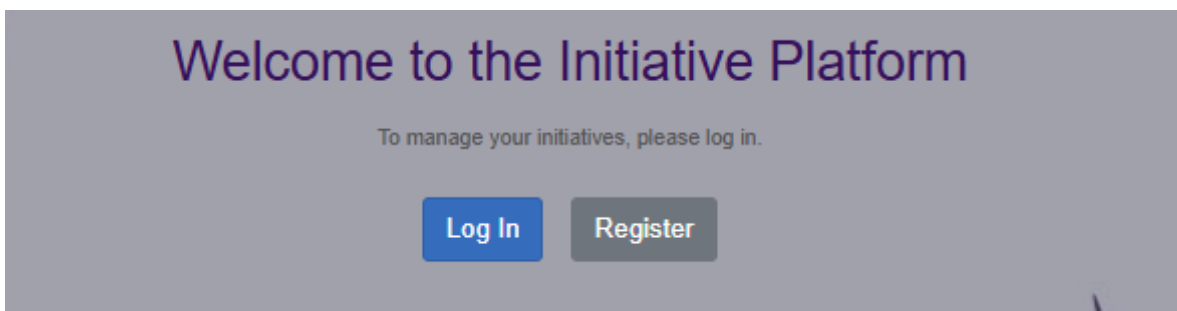 Welcome to the Initiative Platform
To manage your initiatives, please log in.
Log In
Register